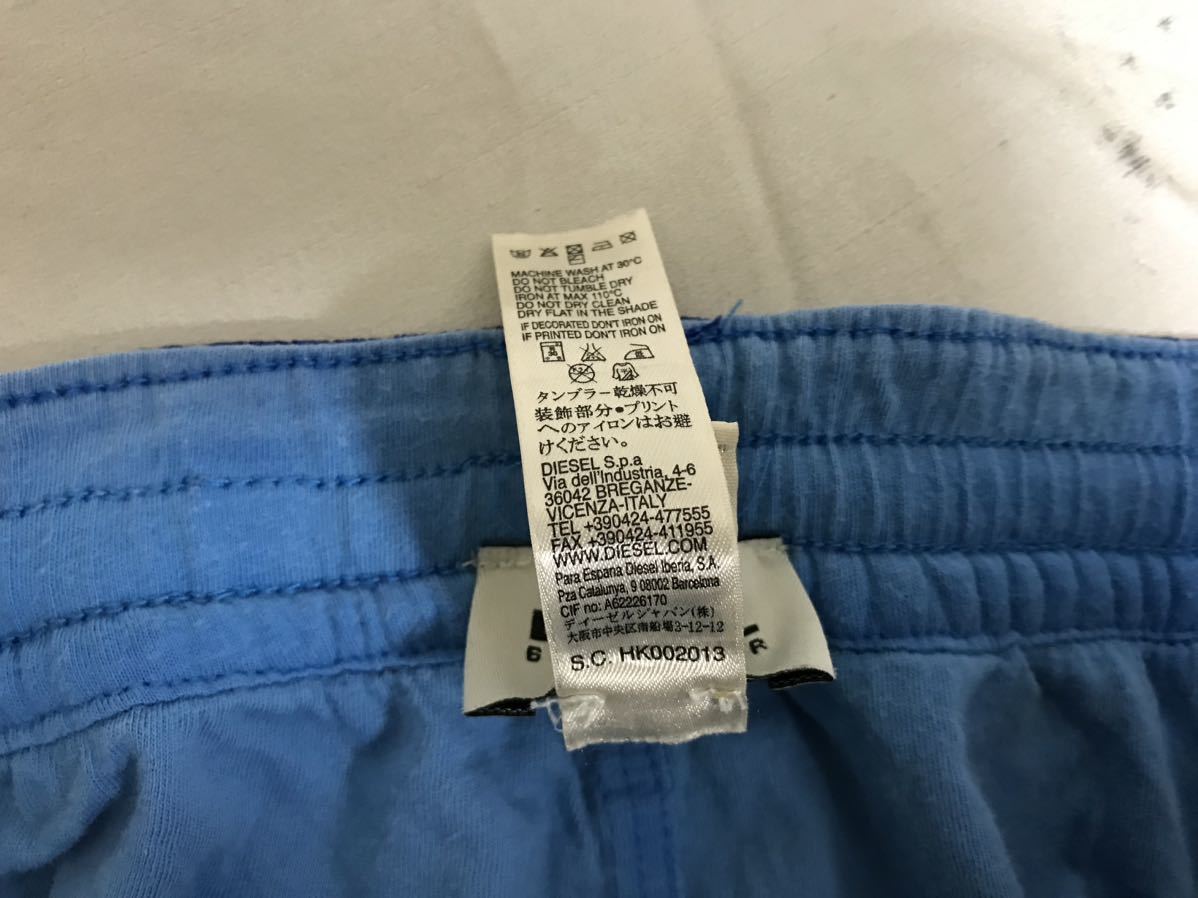 MACHINE WASH AT 30°C
DO NOT BLEACH
DO NOT TUMBLE DRY
IRON AT MAX 110°C
DO NOT DRY CLEAN
DRY FLAT IN THE SHADE
IF DECORATED DON'T IRON ON
IF PRINTED DON'T IRON ON
タンブラー乾燥不可
装飾部分・プリント
へのアイロンはお避
けください。
DIESEL S.p.a
Via dell'Industria, 4-6
36042 BREGANZE-
VICENZA-ITALY
TEL +390424-477555
FAX +390424-411955
WWW.DIESEL.COM
Para Espana Diesel Iberia, S.A.
Pza Catalunya, 9 08002 Barcelona
CIF no: A62226170
ディーゼルジャパン(株)
大阪市中央区南船場3-12-12
S.C. HK002013